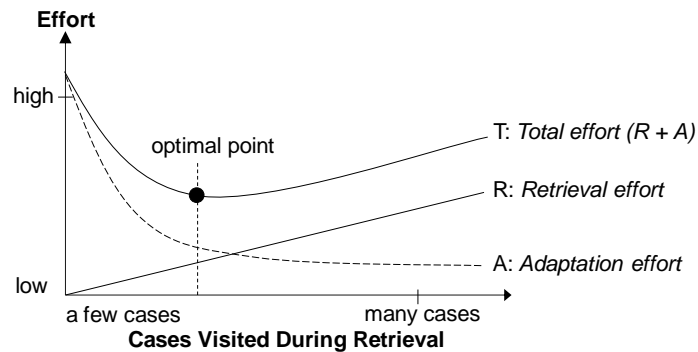 Effort
high
optimal point
T: Total effort (R + A)
R: Retrieval effort
A: Adaptation effort
low
a few cases
many cases
Cases Visited During Retrieval